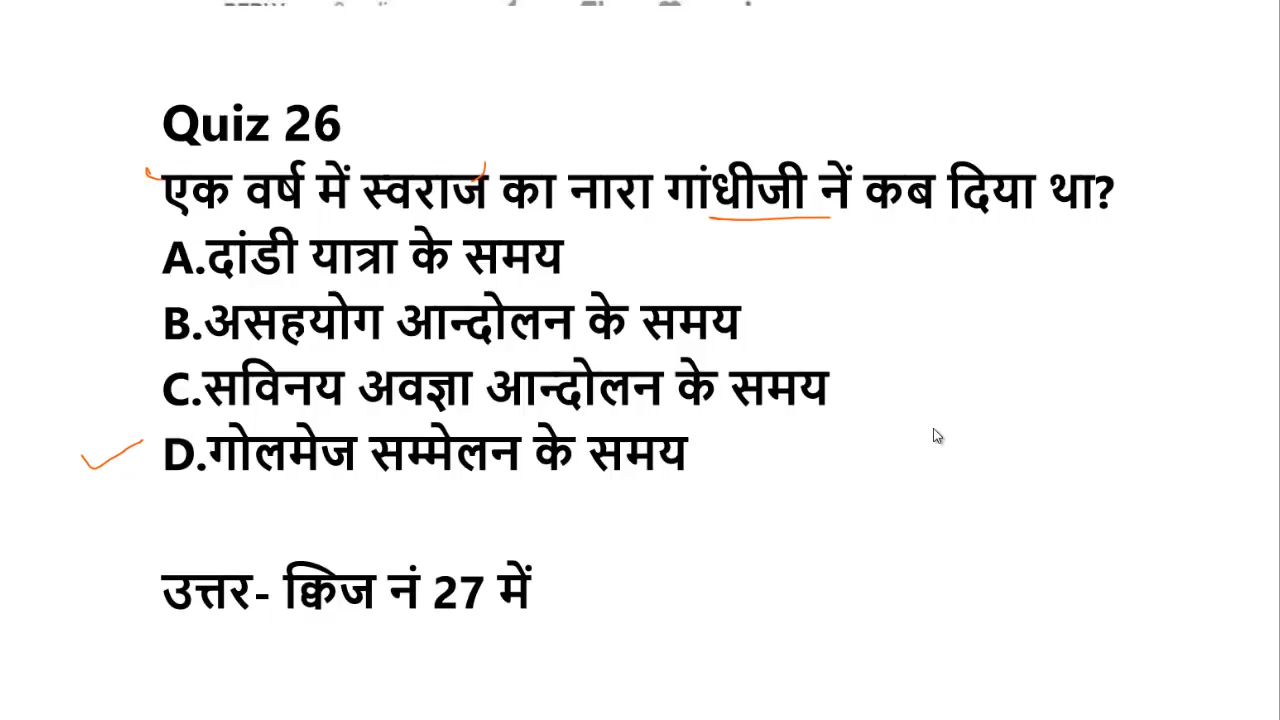 Quiz 26
एक वर्ष में स्वराज का नारा गांधीजी नें कब दिया था?
A.दांडी यात्रा के समय
B.असहयोग आन्दोलन के समय
C.सविनय अवज्ञा आन्दोलन के समय
D.गोलमेज सम्मेलन के समय
उत्तर- क्विज नं 27 में